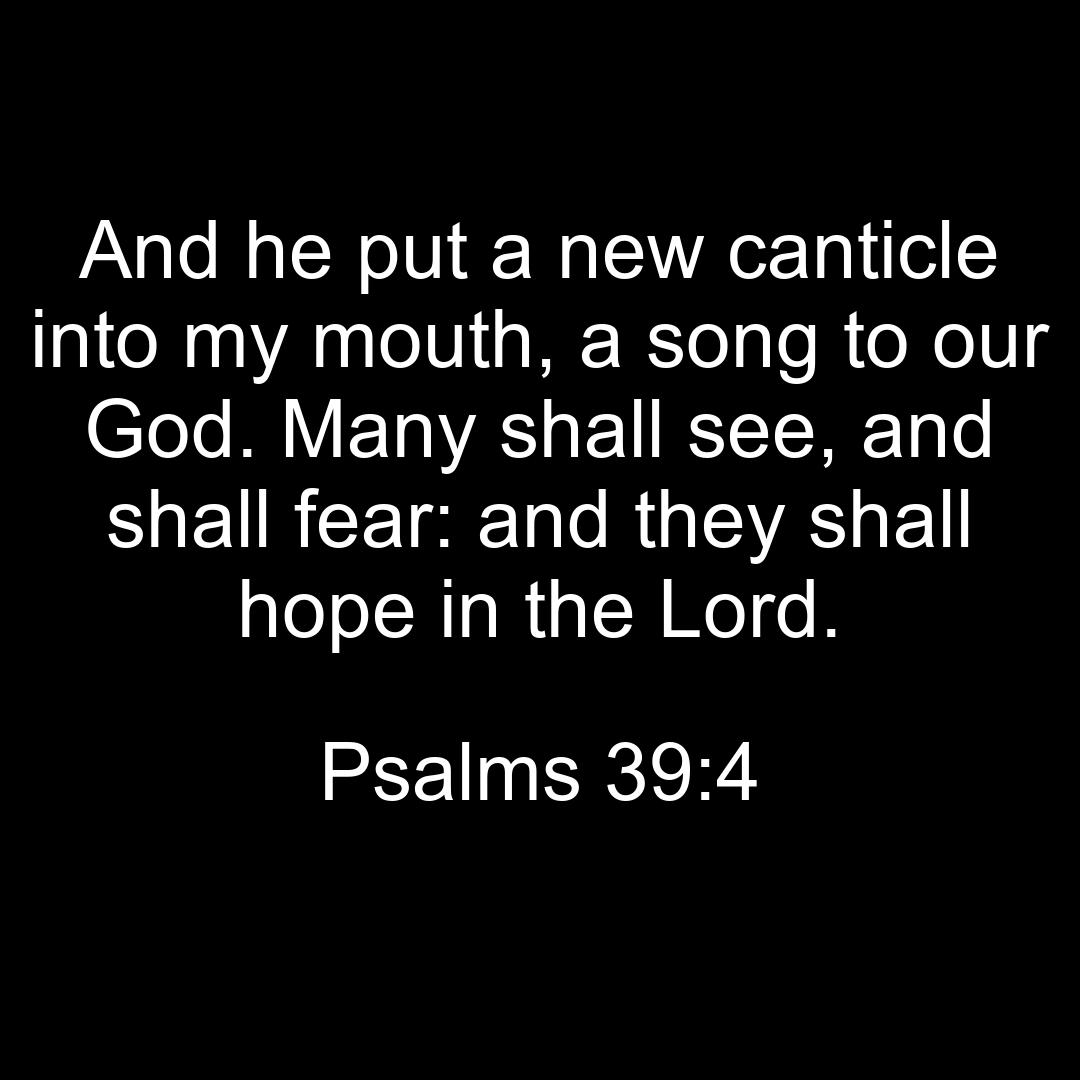 And he put a new canticle
into my mouth, a song to our
God. Many shall see, and
shall fear: and they shall
hope in the Lord.
Psalms 39:4